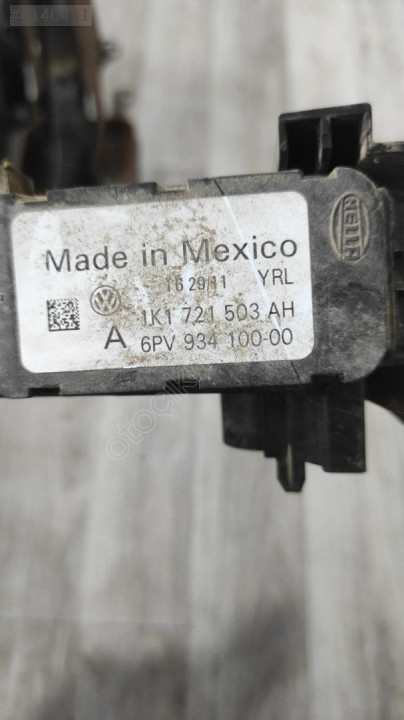 Made in Mexico
16 29/11 YRL
1K1 721 503 AH
A 6PV 934 100-00
HELLA